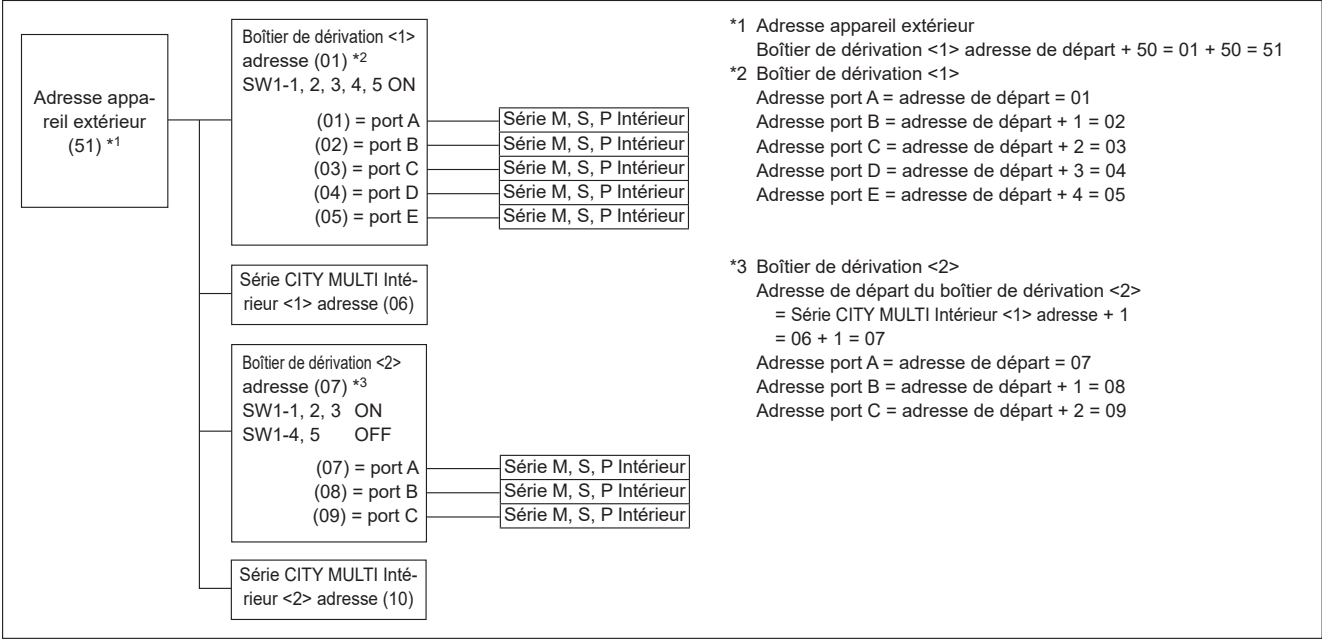 Adresse appa-
reil extérieur
(51) *1
Boîtier de dérivation <1>
adresse (01) *2
SW1-1, 2, 3, 4, 5 ON
(01) = port A
Série M, S, P Intérieur
(02) = port B
Série M, S, P Intérieur
(03) = port C
Série M, S, P Intérieur
(04) = port D
Série M, S, P Intérieur
(05) = port E
Série M, S, P Intérieur
Série CITY MULTI Inté-
rieur <1> adresse (06)
Boîtier de dérivation <2>
adresse (07) *3
SW1-1, 2, 3 ON
SW1-4, 5 OFF
(07) = port A
Série M, S, P Intérieur
(08) = port B
Série M, S, P Intérieur
(09) = port C
Série M, S, P Intérieur
Série CITY MULTI Inté-
rieur <2> adresse (10)
*1 Adresse appareil extérieur
Boîtier de dérivation <1> adresse de départ + 50 = 01 + 50 = 51
*2 Boîtier de dérivation <1>
Adresse port A = adresse de départ = 01
Adresse port B = adresse de départ + 1 = 02
Adresse port C = adresse de départ + 2 = 03
Adresse port D = adresse de départ + 3 = 04
Adresse port E = adresse de départ + 4 = 05
*3 Boîtier de dérivation <2>
Adresse de départ du boîtier de dérivation <2>
= Série CITY MULTI Intérieur <1> adresse + 1
= 06 + 1 = 07
Adresse port A = adresse de départ = 07
Adresse port B = adresse de départ + 1 = 08
Adresse port C = adresse de départ + 2 = 09